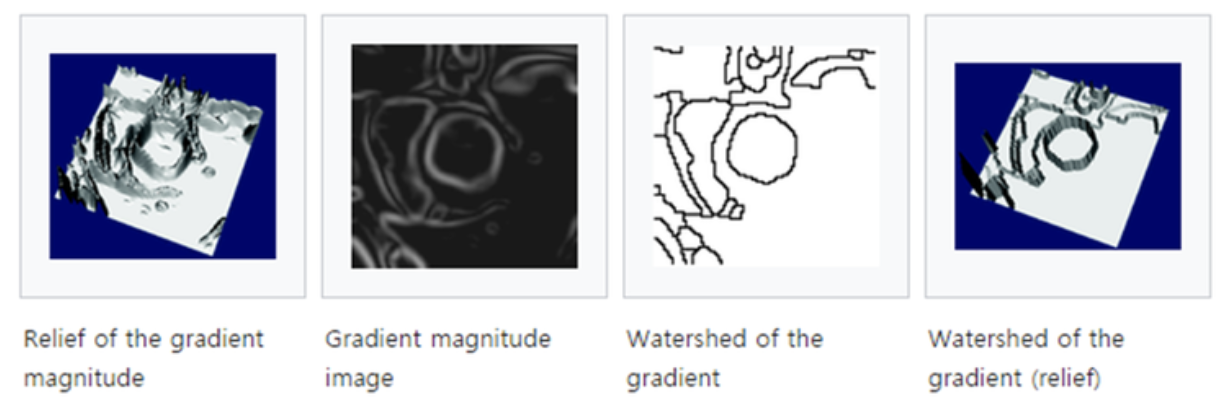 Relief of the gradient
magnitude
Gradient magnitude
image
Watershed of the
gradient
Watershed of the
gradient (relief)